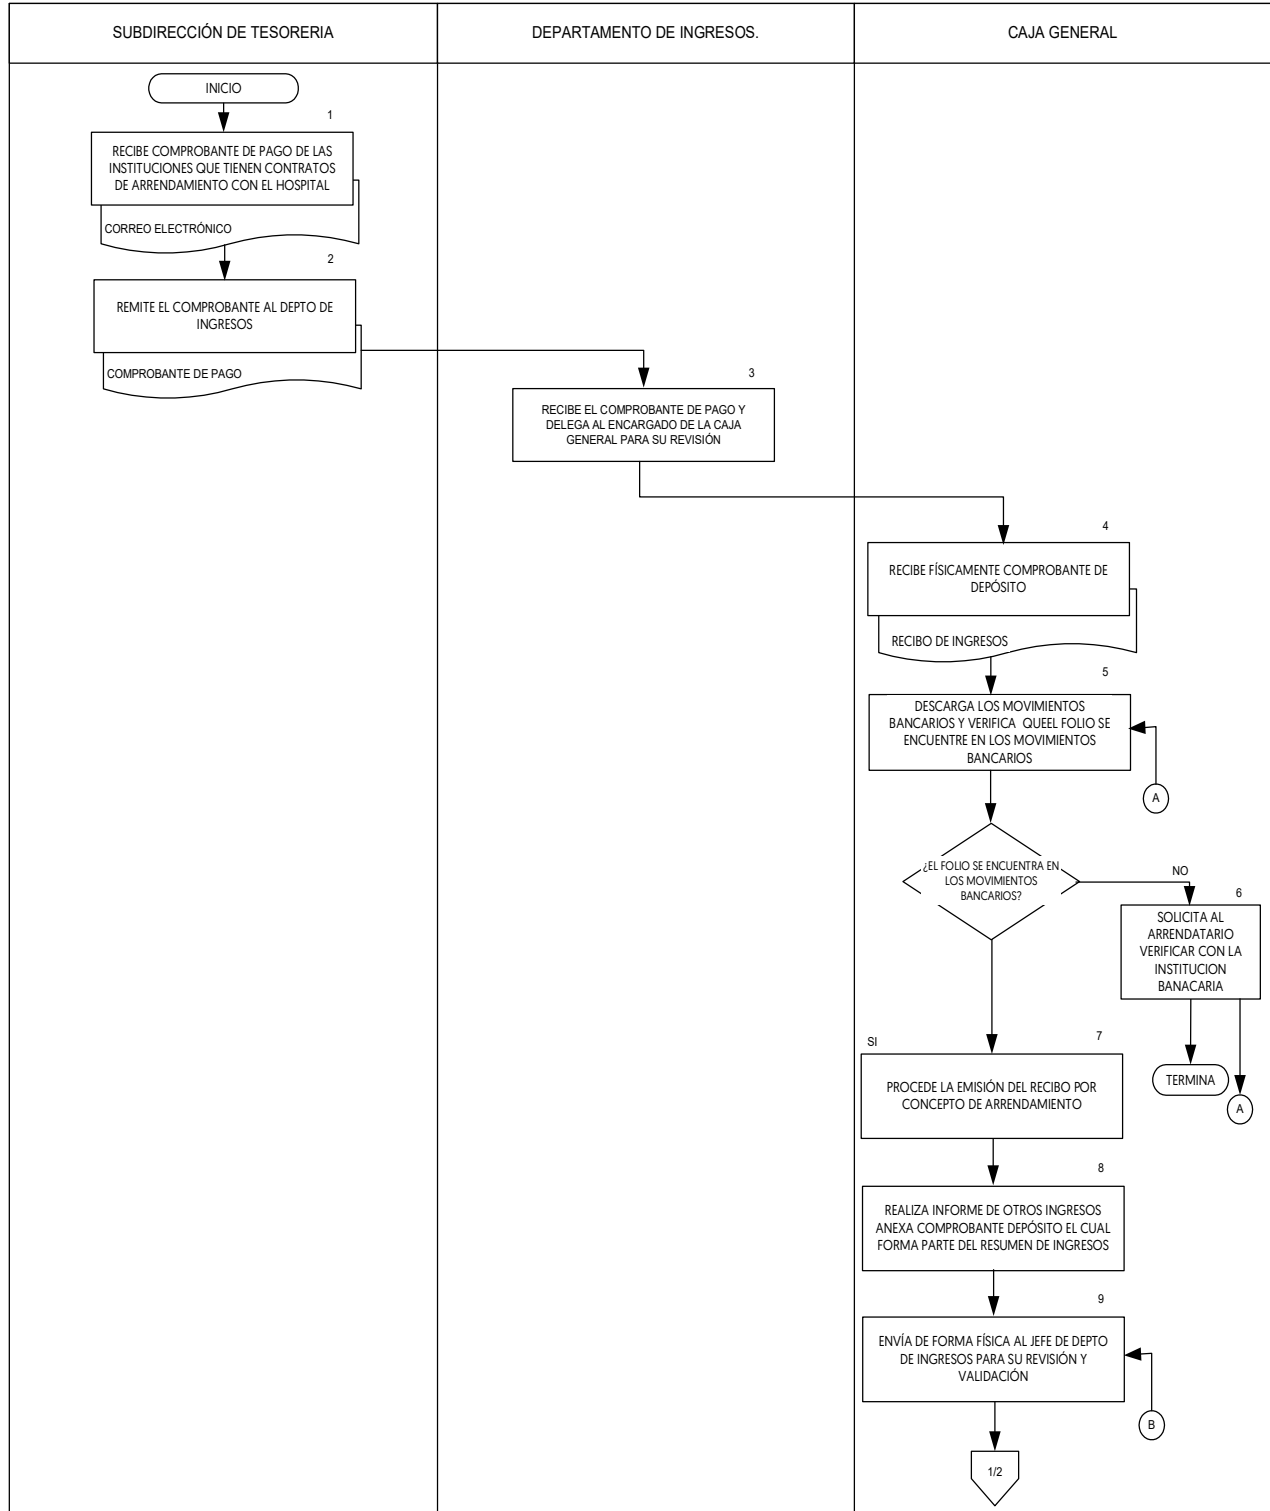 SUBDIRECCIÓN DE TESORERIA
DEPARTAMENTO DE INGRESOS.
CAJA GENERAL
INICIO
1
RECIBE COMPROBANTE DE PAGO DE LAS
INSTITUCIONES QUE TIENEN CONTRATOS
DE ARRENDAMIENTO CON EL HOSPITAL
CORREO ELECTRÓNICO
2
REMITE EL COMPROBANTE AL DEPTO DE
INGRESOS
COMPROBANTE DE PAGO
3
RECIBE EL COMPROBANTE DE PAGO Y
DELEGA AL ENCARGADO DE LA CAJA
GENERAL PARA SU REVISIÓN
4
RECIBE FÍSICAMENTE COMPROBANTE DE
DEPÓSITO
RECIBO DE INGRESOS
5
DESCARGA LOS MOVIMIENTOS
BANCARIOS Y VERIFICA QUEEL FOLIO SE
ENCUENTRE EN LOS MOVIMIENTOS
BANCARIOS
A
¿EL FOLIO SE ENCUENTRA EN
LOS MOVIMIENTOS
BANCARIOS?
NO
6
SOLICITA AL
ARRENDATARIO
VERIFICAR CON LA
INSTITUCION
BANACARIA
TERMINA
A
SI
7
PROCEDE LA EMISIÓN DEL RECIBO POR
CONCEPTO DE ARRENDAMIENTO
8
REALIZA INFORME DE OTROS INGRESOS
ANEXA COMPROBANTE DEPÓSITO EL CUAL
FORMA PARTE DEL RESUMEN DE INGRESOS
9
ENVÍA DE FORMA FÍSICA AL JEFE DE DEPTO
DE INGRESOS PARA SU REVISIÓN Y
VALIDACIÓN
B
1/2